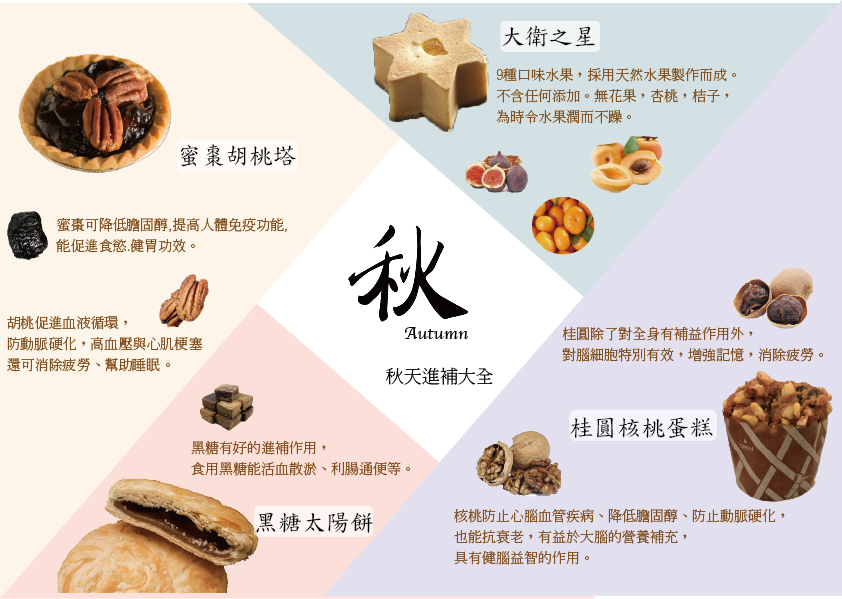 大衛之星
9種口味水果，採用天然水果製作而成。
不含任何添加。無花果，杏桃，桔子，
為時令水果潤而不躁。
蜜棗胡桃塔
蜜棗可降低膽固醇,提高人體免疫功能,
能促進食慾.健胃功效。
胡桃促進血液循環，
防動脈硬化，高血壓與心肌梗塞
還可消除疲勞、幫助睡眠。
秋
Autumn
秋天進補大全
桂圓除了對全身有補益作用外，
對腦細胞特別有效，增強記憶，消除疲勞。
桂圓核桃蛋糕
核桃防止心腦血管疾病、降低膽固醇、防止動脈硬化，
也能抗衰老，有益於大腦的營養補充，
具有健腦益智的作用。
黑糖有好的進補作用，
食用黑糖能活血散淤、利腸通便等。
黑糖太陽餅